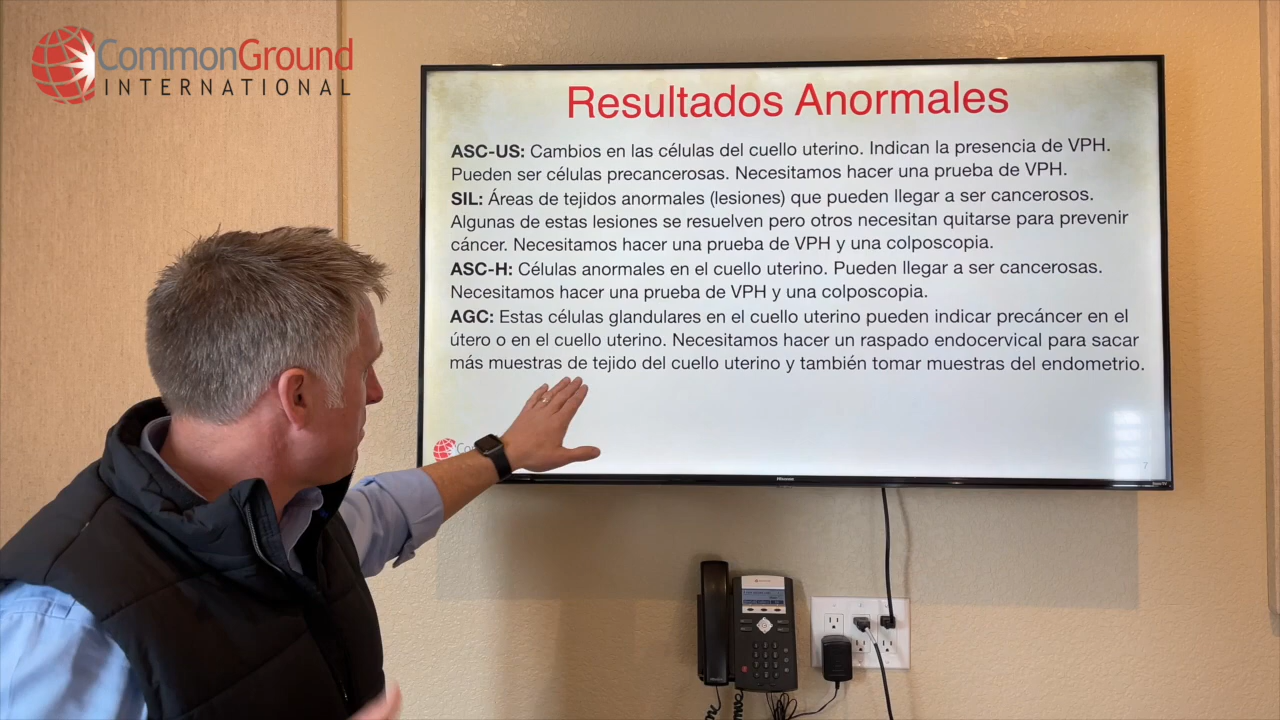 CommonGround
INTERNATIONAL
Resultados Anormales
ASC-US: Cambios en las células del cuello uterino. Indican la presencia de VPH.
Pueden ser células precancerosas. Necesitamos hacer una prueba de VPH.
SIL: Áreas de tejidos anormales (lesiones) que pueden llegar a ser cancerosos.
Algunas de estas lesiones se resuelven pero otros necesitan quitarse para prevenir
cáncer. Necesitamos hacer una prueba de VPH y una colposcopia.
ASC-H: Células anormales en el cuello uterino. Pueden llegar a ser cancerosas.
Necesitamos hacer una prueba de VPH y una colposcopia.
AGC: Estas células glandulares en el cuello uterino pueden indicar precáncer en el
útero o en el cuello uterino. Necesitamos hacer un raspado endocervical para sacar
más muestras de tejido del cuello uterino y también tomar muestras del endometrio.
7
Hisense